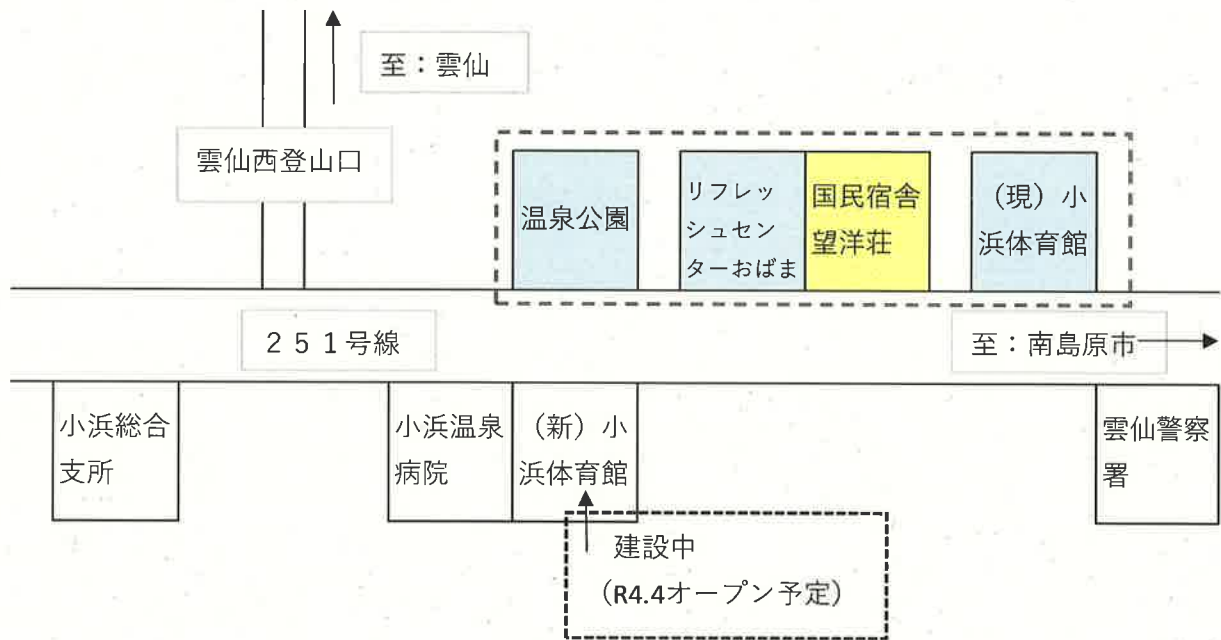 至：雲仙
雲仙西登山口
温泉公園
リフレッ
シュセン
ターおばま
国民宿舎
望洋荘
（現）小
浜体育館
２５１号線
至：南島原市
小浜総合
支所
小浜温泉
病院
（新）小
浜体育館
雲仙警察
署
建設中
（R4.4オープン予定）